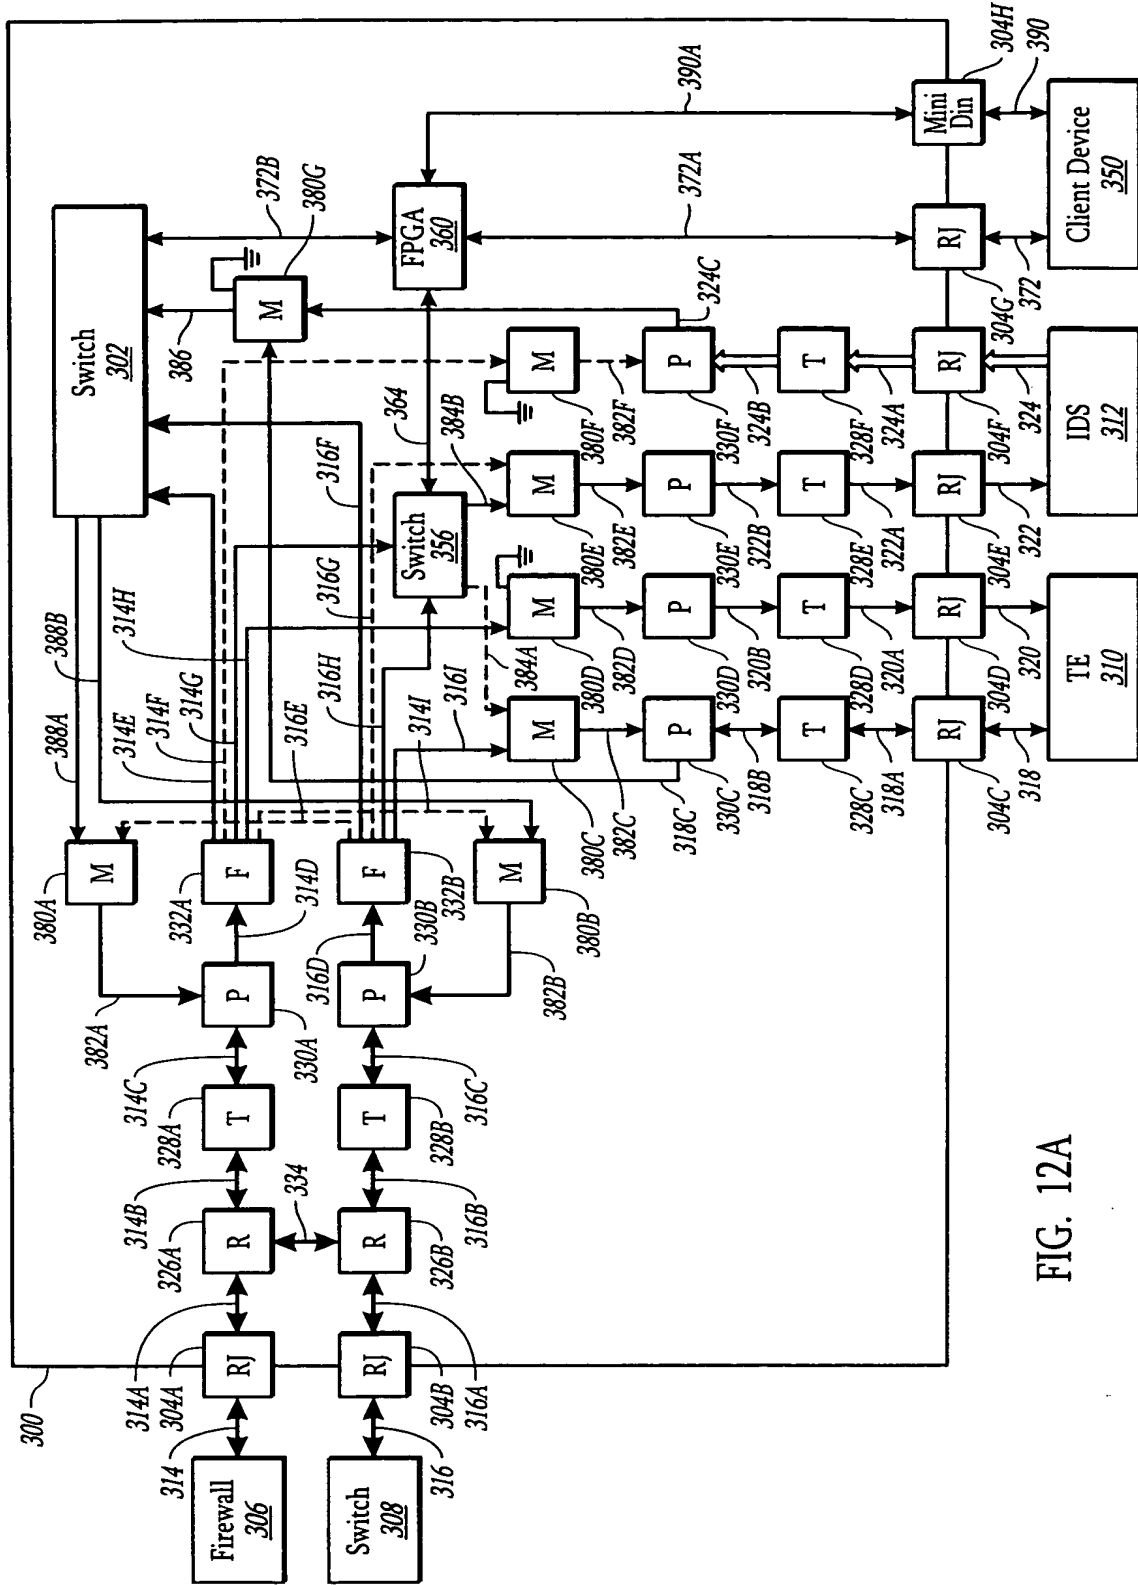 300
388A
388B
380A
M
Switch
302
382A
314E
314F
314G
314H
386
372B
380G
314
314A
304A
326A
314B
328A
314C
332A
Firewall
306
RJ
R
T
P
F
M
330A
314D
316E
316D
334
316H
314I
316G
316F
Switch
308
RJ
R
T
P
F
Switch
356
364
FPGA
360
390A
316
304B
316A
326B
316B
328B
316C
330B
332B
316I
384B
M
382B
380B
384A
M
M
M
M
372A
380C
382C
380D
382D
380E
382E
380F
382F
318C
P
P
P
P
324C
330C
318B
330D
320B
330E
322B
330F
324B
T
T
T
T
328C
318A
328D
320A
328E
322A
328F
324A
RJ
RJ
RJ
RJ
RJ
Mini
Din
304C
318
304D
320
304E
322
304F
324
304G
372
304H
390
TE
310
IDS
312
Client Device
350
FIG. 12A